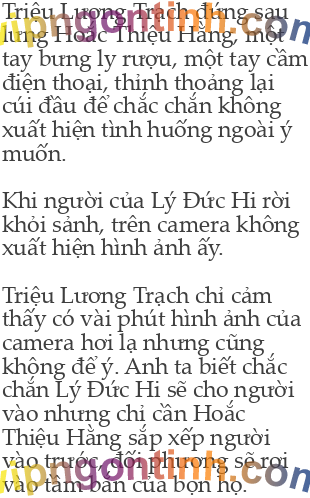 Triệu Lương Trạch đứng sau
lưng Hoắc Thiệu Hằng, một
tay bưng ly rượu, một tay cầm
điện thoại, thỉnh thoảng lại
cúi đầu để chắc chắn không
xuất hiện tình huống ngoài ý
muốn.
Khi người của Lý Đức Hi rời
khỏi sảnh, trên camera không
xuất hiện hình ảnh ấy.
Triệu Lương Trạch chỉ cảm
thấy có vài phút hình ảnh của
camera hơi lạ nhưng cũng
không để ý. Anh ta biết chắc
chắn Lý Đức Hi sẽ cho người
vào nhưng chỉ cần Hoắc
Thiệu Hằng sắp xếp người
vào trước, đối phương sẽ rơi
vào tầm bắn của bọn họ.
vipngontinh.com
vipngontinh.com